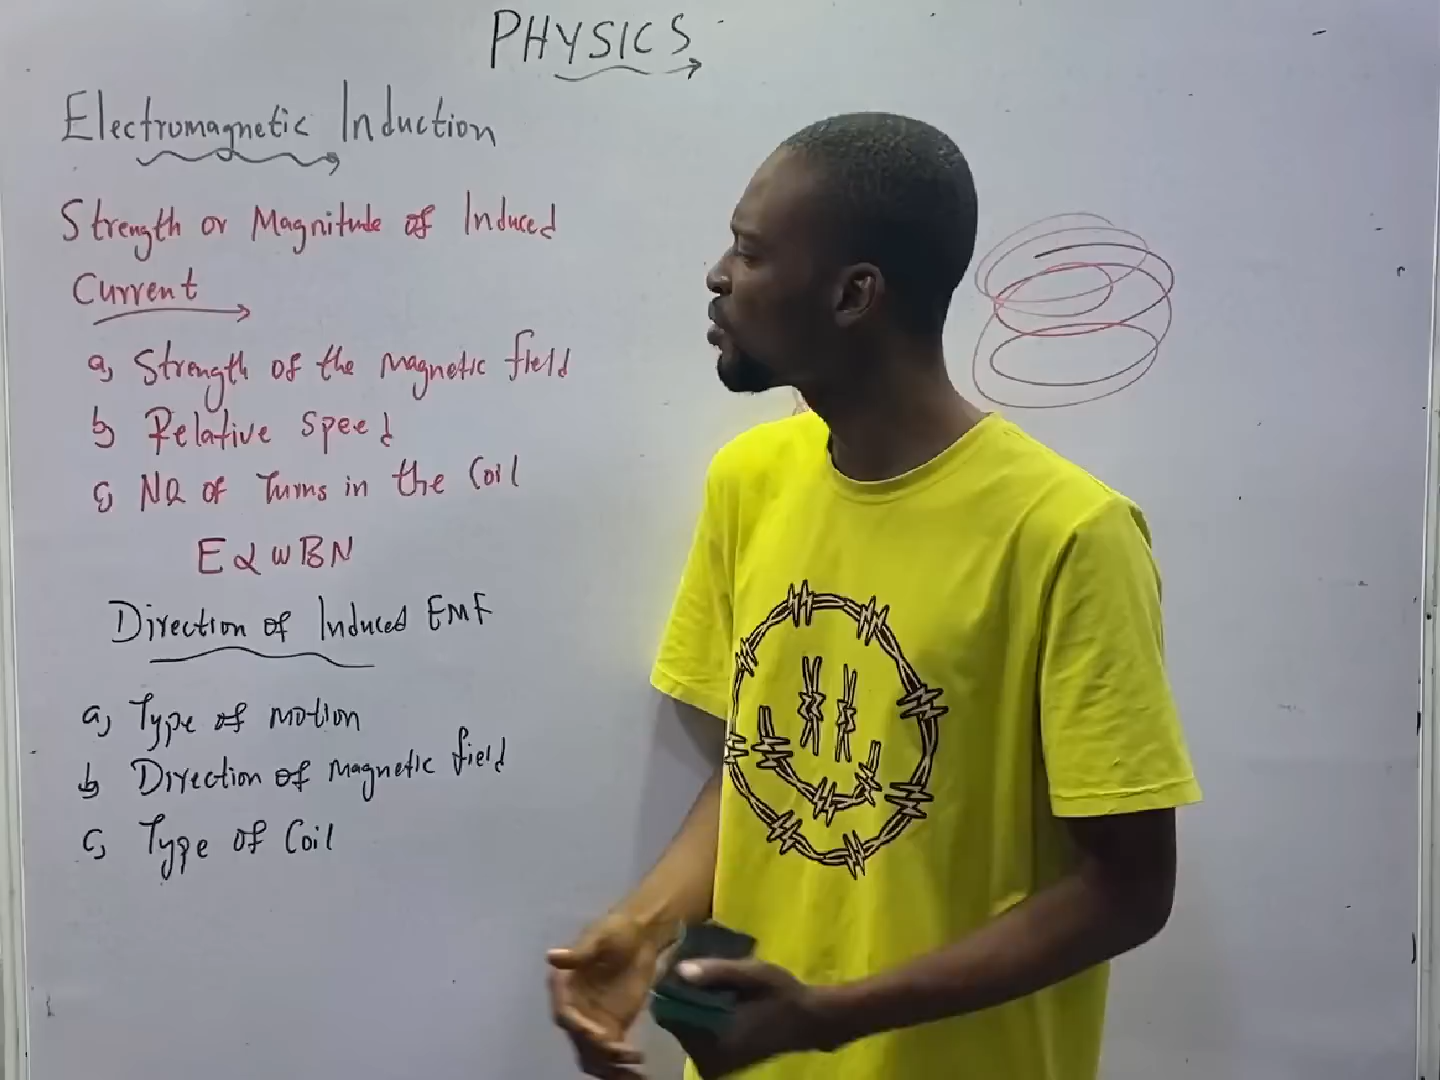 PHYSICS
Electromagnetic Induction
Strength or Magnitude of Induced
Current
a, Strength of the magnetic field
b, Relative Speed
c, No of Turns in the Coil
E α ω B N
Direction of Induced EMF
a, Type of motion
b, Direction of magnetic field
c, Type of Coil